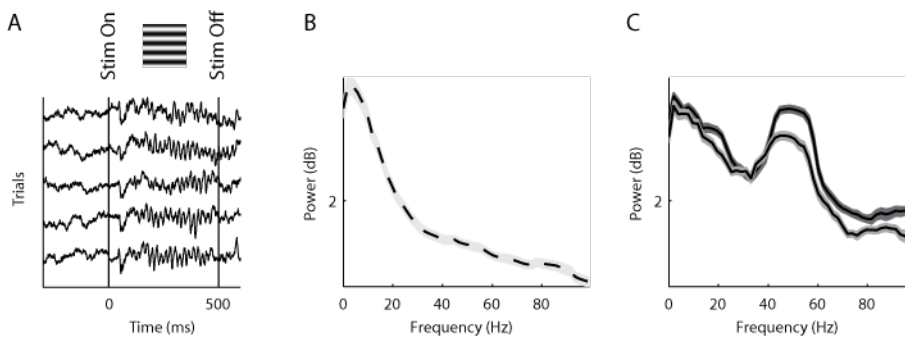 A
Stim On
Stim Off
Trials
0
500
Time (ms)
B
Power (dB)
2
0
20
40
60
80
Frequency (Hz)
C
Power (dB)
2
0
20
40
60
80
Frequency (Hz)